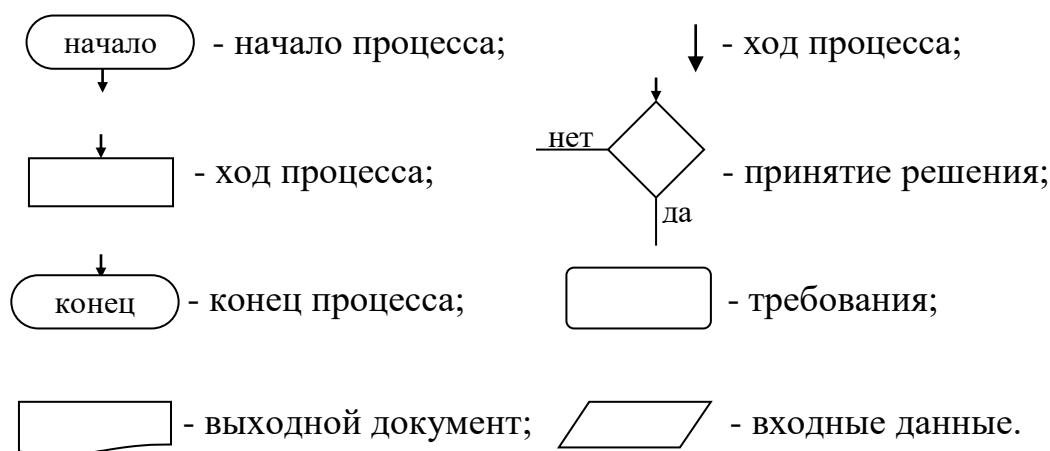 начало - начало процесса;
- ход процесса;
нет
- ход процесса;
- принятие решения;
да
конец - конец процесса;
- требования;
- выходной документ;
- входные данные.